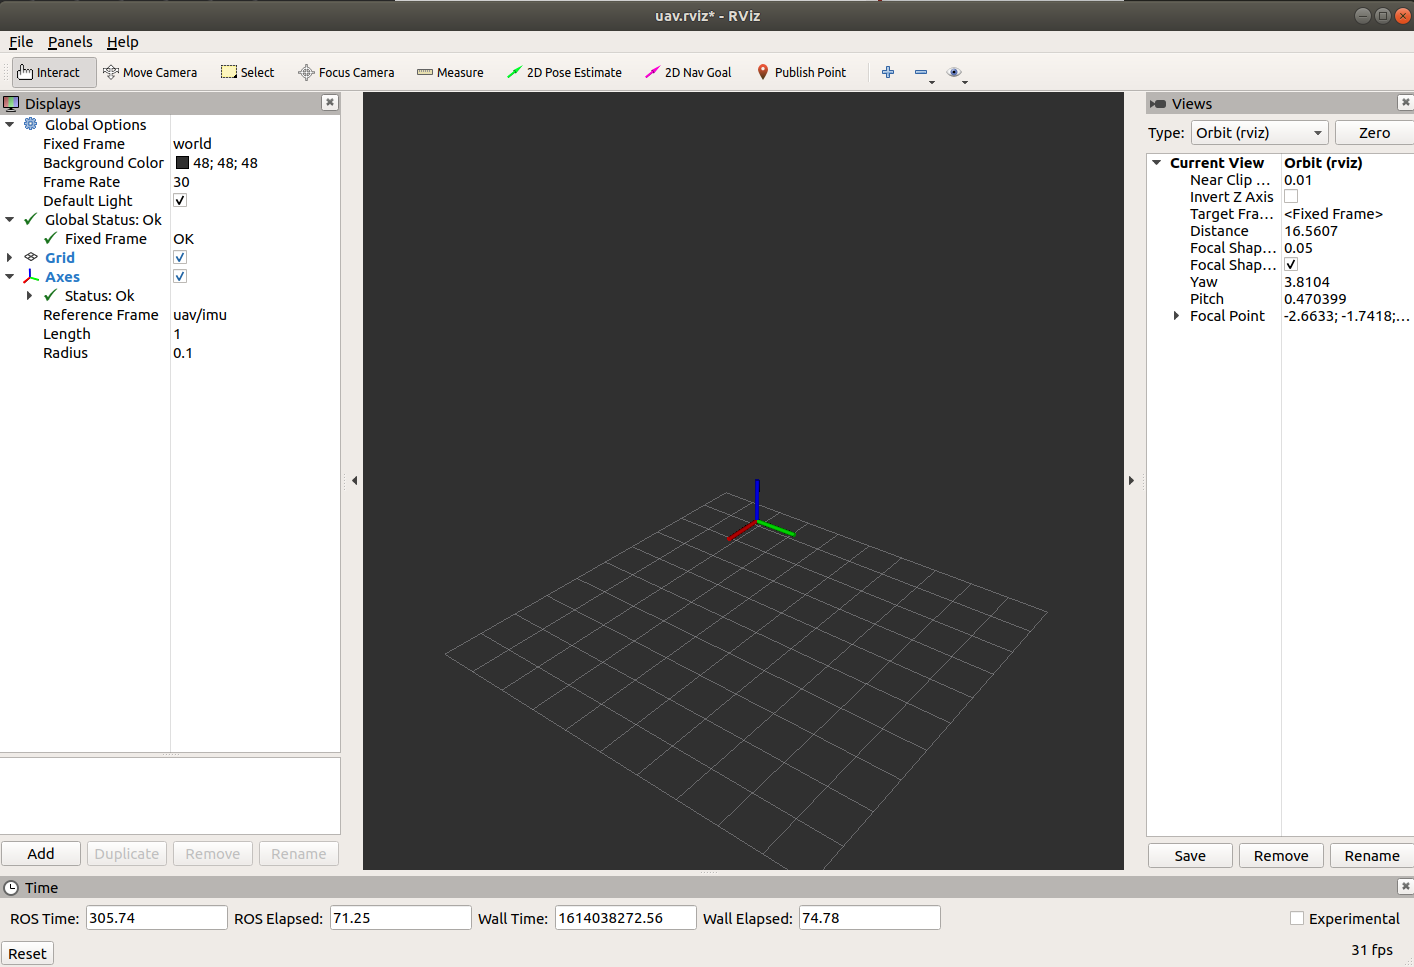 uav.rviz* - RViz
File Panels Help
Interact Move Camera Select Focus Camera Measure 2D Pose Estimate 2D Nav Goal Publish Point
Displays
Global Options
Fixed Frame world
Background Color 48; 48; 48
Frame Rate 30
Default Light
Global Status: Ok
Fixed Frame OK
Grid
Axes
Status: Ok
Reference Frame uav/imu
Length 1
Radius 0.1
Add Duplicate Remove Rename
Views
Type: Orbit (rviz) Zero
Current View Orbit (rviz)
Near Clip ... 0.01
Invert Z Axis
Target Fra... <Fixed Frame>
Distance 16.5607
Focal Shap... 0.05
Focal Shap...
Yaw 3.8104
Pitch 0.470399
Focal Point -2.6633; -1.7418;...
Save Remove Rename
Time
ROS Time: 305.74 ROS Elapsed: 71.25 Wall Time: 1614038272.56 Wall Elapsed: 74.78 Experimental
Reset 31 fps